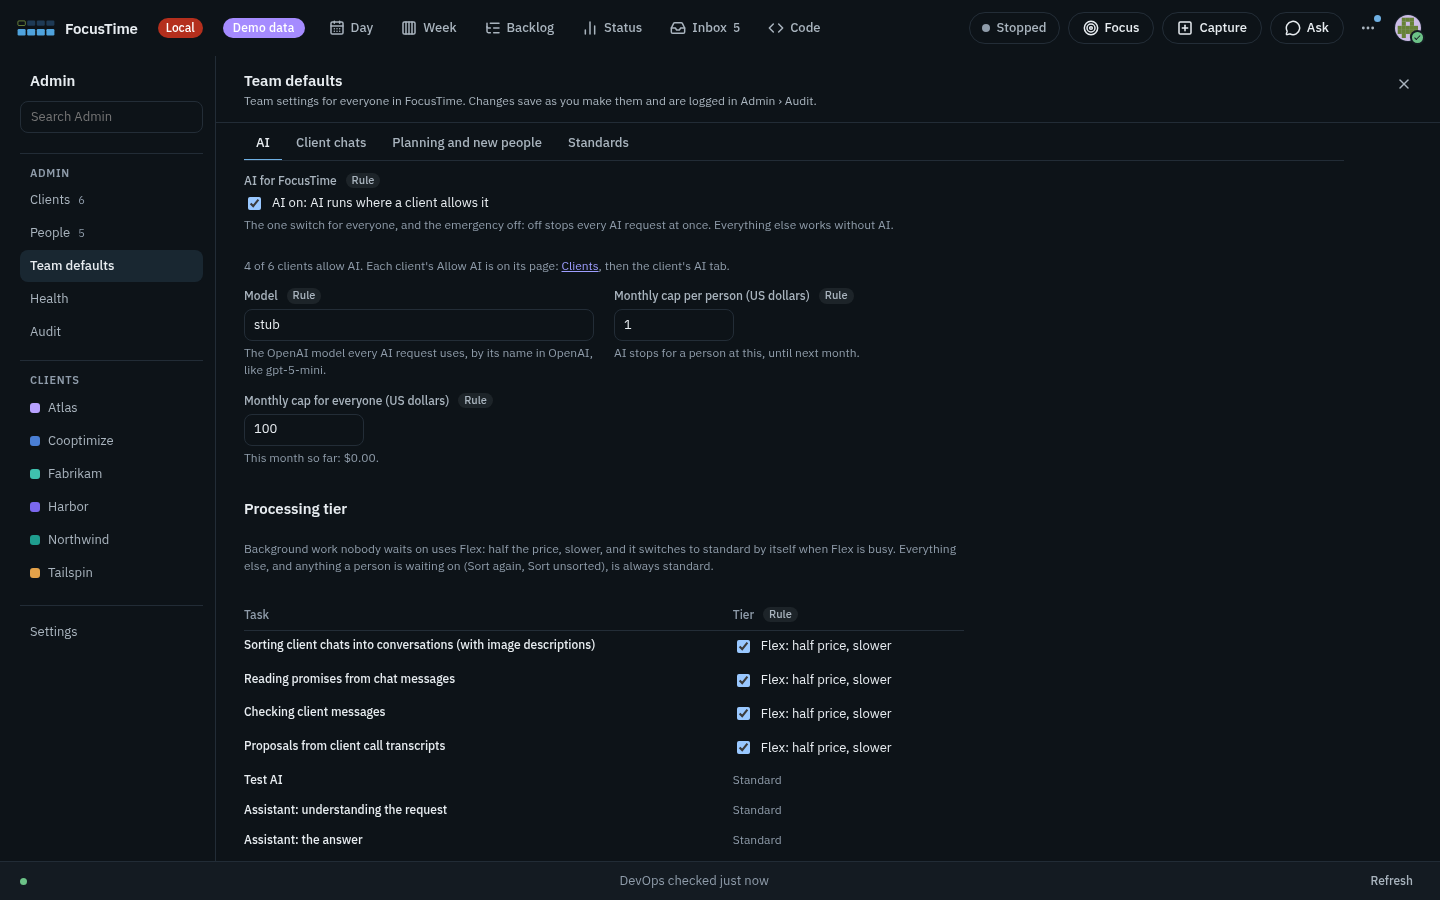 FocusTime
Local
Demo data
Day
Week
Backlog
Status
Inbox 5
Code
Stopped
Focus
Capture
Ask
Admin
Search Admin
ADMIN
Clients 6
People 5
Team defaults
Health
Audit
CLIENTS
Atlas
Cooptimize
Fabrikam
Harbor
Northwind
Tailspin
Settings
Team defaults
Team settings for everyone in FocusTime. Changes save as you make them and are logged in Admin › Audit.
AI
Client chats
Planning and new people
Standards
AI for FocusTime Rule
AI on: AI runs where a client allows it
The one switch for everyone, and the emergency off: off stops every AI request at once. Everything else works without AI.
4 of 6 clients allow AI. Each client's Allow AI is on its page: Clients, then the client's AI tab.
Model Rule
stub
The OpenAI model every AI request uses, by its name in OpenAI,
like gpt-5-mini.
Monthly cap per person (US dollars) Rule
1
AI stops for a person at this, until next month.
Monthly cap for everyone (US dollars) Rule
100
This month so far: $0.00.
Processing tier
Background work nobody waits on uses Flex: half the price, slower, and it switches to standard by itself when Flex is busy. Everything
else, and anything a person is waiting on (Sort again, Sort unsorted), is always standard.
Task
Tier Rule
Sorting client chats into conversations (with image descriptions)
Flex: half price, slower
Reading promises from chat messages
Flex: half price, slower
Checking client messages
Flex: half price, slower
Proposals from client call transcripts
Flex: half price, slower
Test AI
Standard
Assistant: understanding the request
Standard
Assistant: the answer
Standard
DevOps checked just now
Refresh